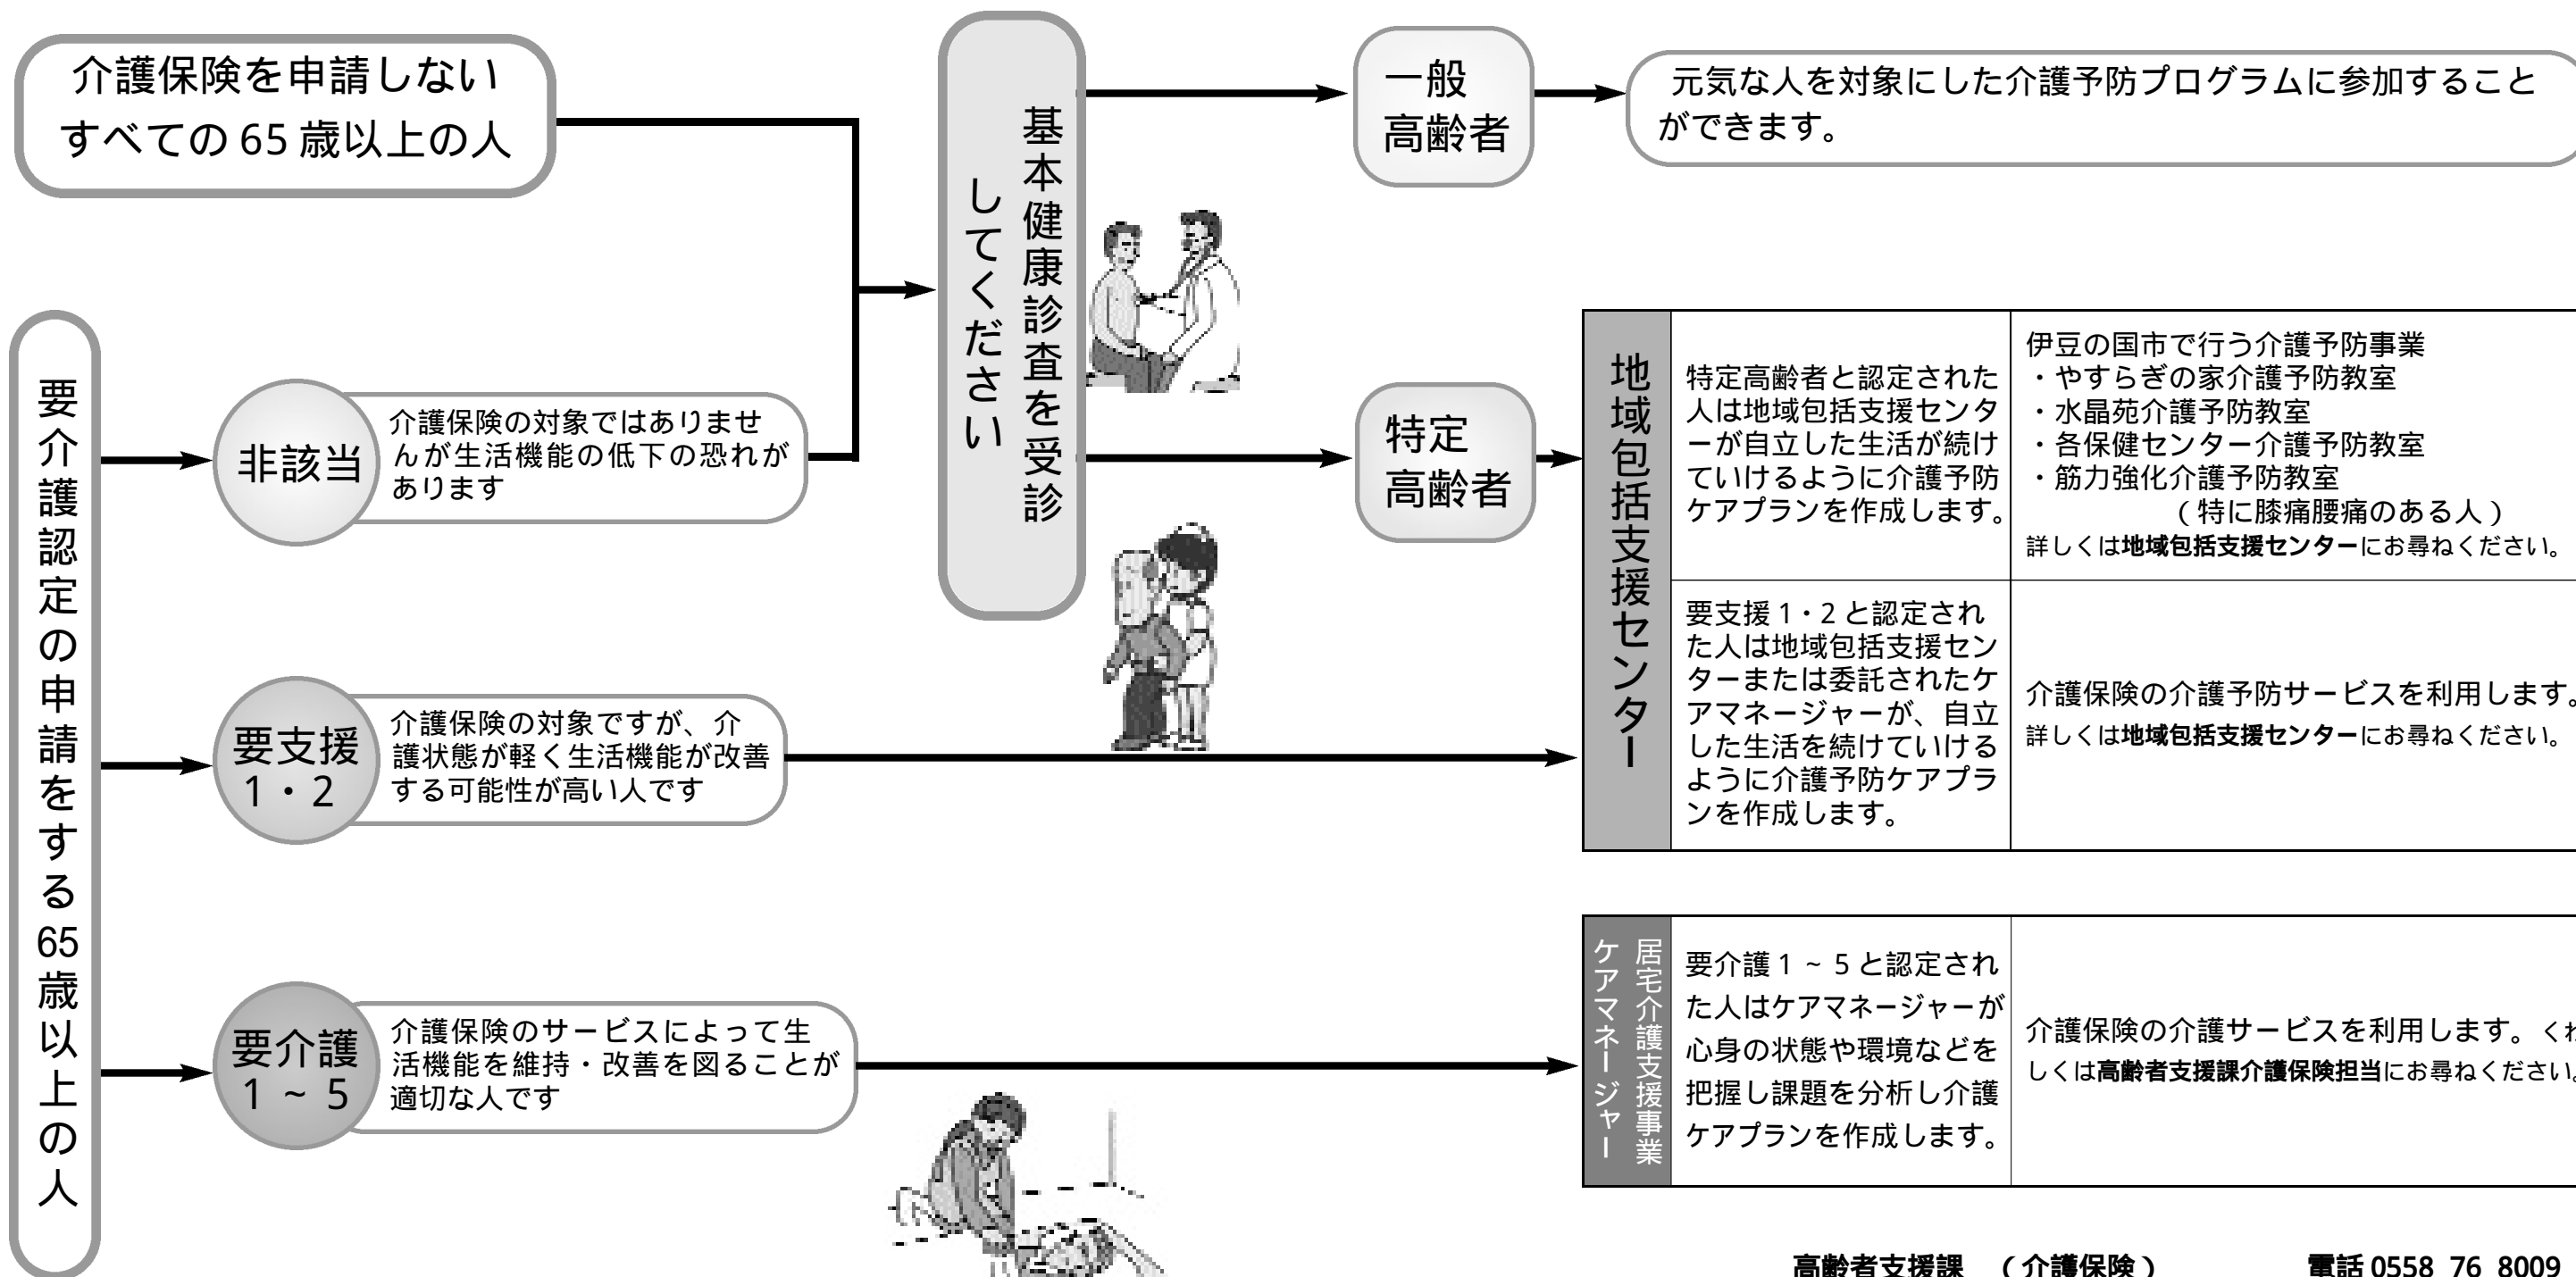 介護保険を申請しない
すべての65歳以上の人
基本健康診査を受診
してください
一般
高齢者
元気な人を対象にした介護予防プログラムに参加すること
ができます。
要介護認定の申請をする65歳以上の人
非該当
介護保険の対象ではありませ
んが生活機能の低下の恐れが
あります
特定
高齢者
地域包括支援センター
特定高齢者と認定された
人は地域包括支援センタ
ーが自立した生活が続け
ていけるように介護予防
ケアプランを作成します。
伊豆の国市で行う介護予防事業
・やすらぎの家介護予防教室
・水晶苑介護予防教室
・各保健センター介護予防教室
・筋力強化介護予防教室
（特に膝痛腰痛のある人）
詳しくは地域包括支援センターにお尋ねください。
要支援
1・2
介護保険の対象ですが、介
護状態が軽く生活機能が改善
する可能性が高い人です
要支援1・2と認定され
た人は地域包括支援セン
ターまたは委託されたケ
アマネージャーが、自立
した生活を続けていける
ように介護予防ケアプラ
ンを作成します。
介護保険の介護予防サービスを利用します。
詳しくは地域包括支援センターにお尋ねください。
要介護
1～5
介護保険のサービスによって生
活機能を維持・改善を図ることが
適切な人です
居宅介護支援事業
ケアマネージャー
要介護1～5と認定され
た人はケアマネージャーが
心身の状態や環境などを
把握し課題を分析し介護
ケアプランを作成します。
介護保険の介護サービスを利用します。くわ
しくは高齢者支援課介護保険担当にお尋ねください。
高齢者支援課　（介護保険）　電話 0558 76 8009